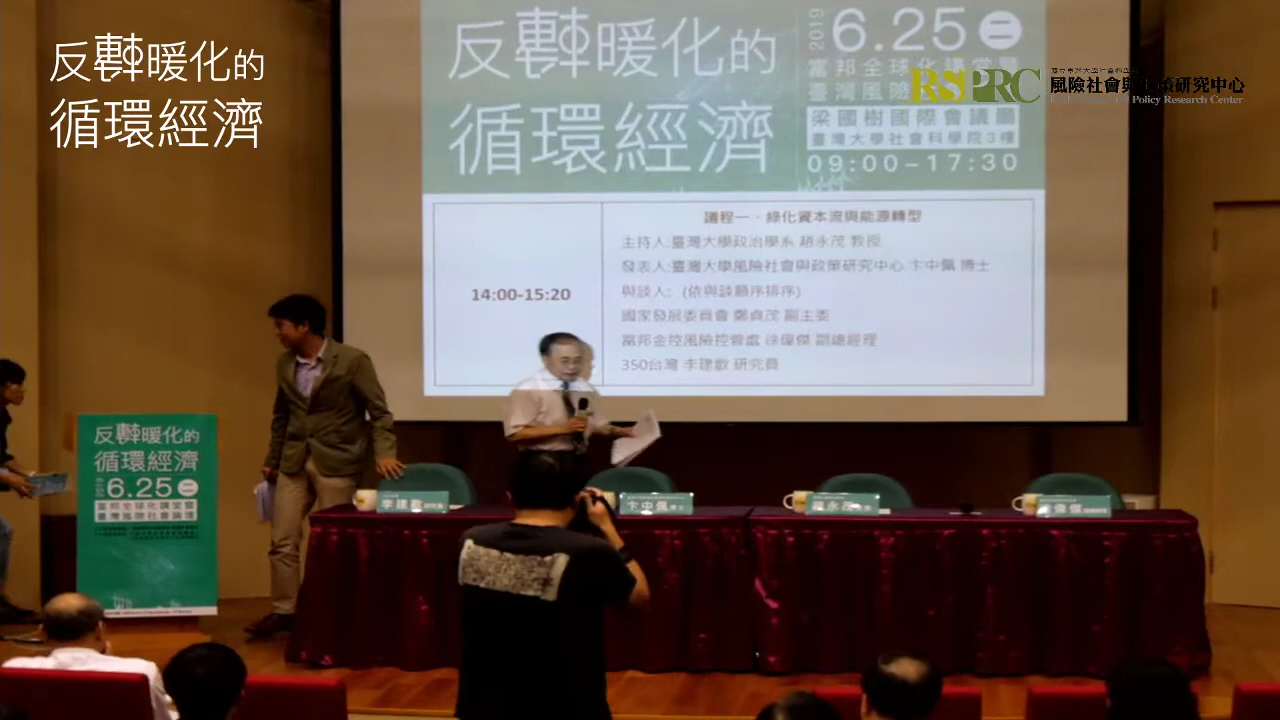 反轉暖化的
循環經濟
反轉暖化的
循環經濟
2019
6.25 二
富邦全球化講堂暨
臺灣風險
梁國樹國際會議廳
臺灣大學社會科學院3樓
09:00-17:30
RSPRC
風險社會與政策研究中心
Policy Research Center
14:00-15:20
議程一、綠化資本流與能源轉型
主持人:臺灣大學政治學系 趙永茂 教授
發表人:臺灣大學風險社會與政策研究中心 卞中佩 博士
與談人: (依與談順序排序)
國家發展委員會 鄭貞茂 副主委
富邦金控風險控管處 徐偉傑 副總經理
350台灣 李建叡 研究員
反轉暖化的
循環經濟
2019
6.25 二
李建叡
卞中佩
永茂
偉傑